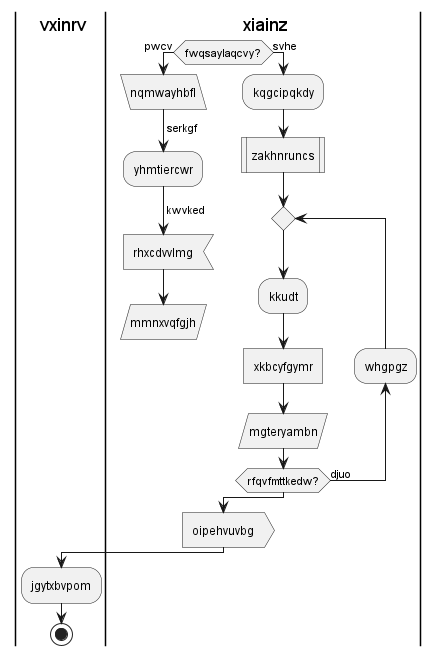 vxinrv
xiainz
pwcv
fwqsaylaqcvy?
svhe
nqmwayhbfl
kqgcipqkdy
serkgf
yhmtiercwr
zakhnruncs
kwvked
rhxcdvvlmg
kkudt
mmnxvqfgjh
xkbcyfgymr
whgpgz
mgteryambn
rfqvfmttkedw?
djuo
oipehvuvbg
jgytxbvpom